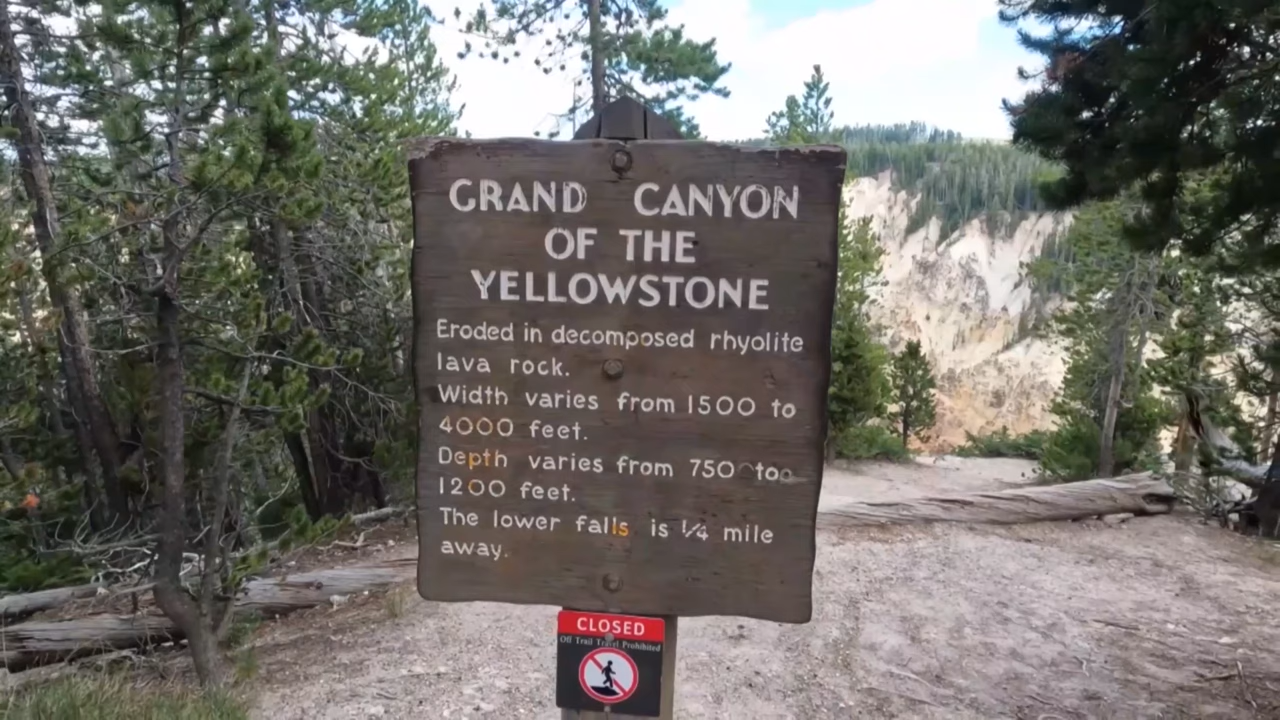 GRAND CANYON
OF THE
YELLOWSTONE
Eroded in decomposed rhyolite
lava rock.
Width varies from 1500 to
4000 feet.
Depth varies from 750 to
1200 feet.
The lower falls is 1/4 mile
away.
CLOSED
Off Trail Travel Prohibited